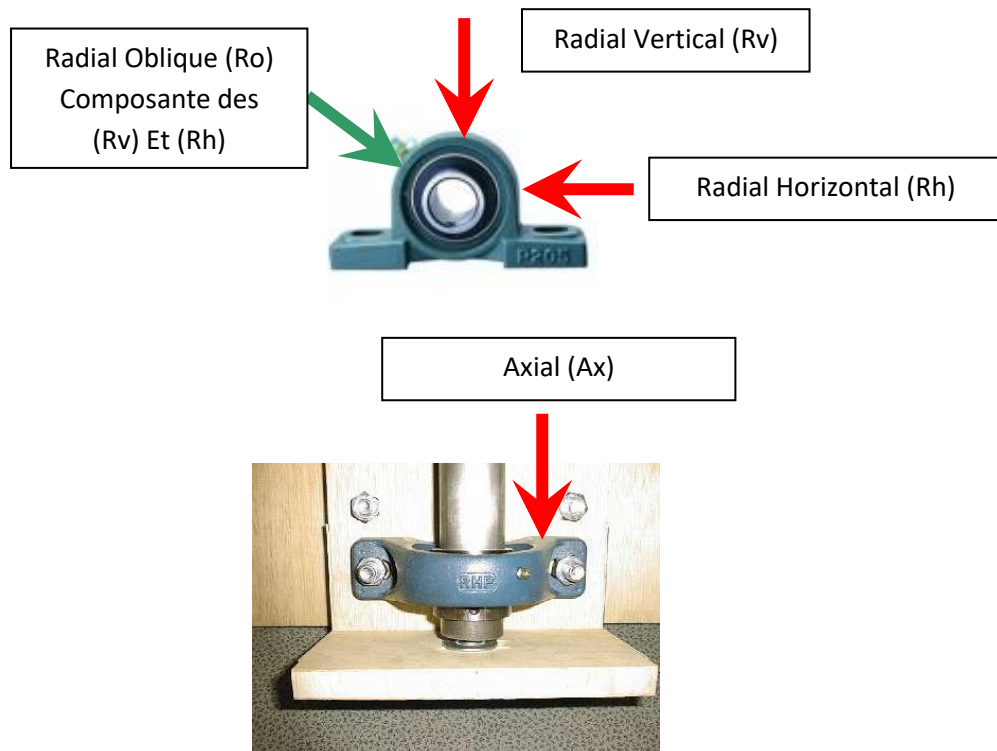 Radial Vertical (Rv)
Radial Oblique (Ro)
Composante des
(Rv) Et (Rh)
Radial Horizontal (Rh)
P205
Axial (Ax)
RHP